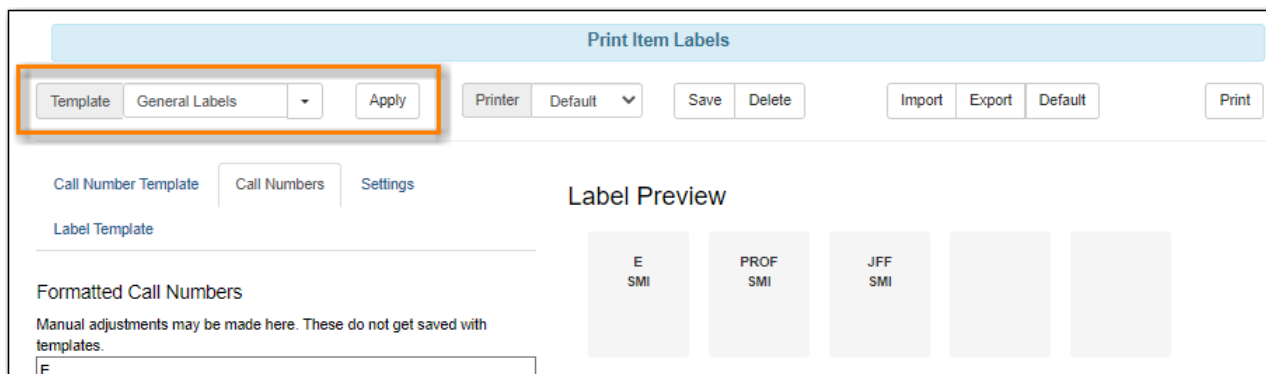 Print Item Labels
Template General Labels Apply Printer Default Save Delete Import Export Default Print
Call Number Template Call Numbers Settings
Label Template
Label Preview
E PROF JFF
SMI SMI SMI
Formatted Call Numbers
Manual adjustments may be made here. These do not get saved with
templates.
E